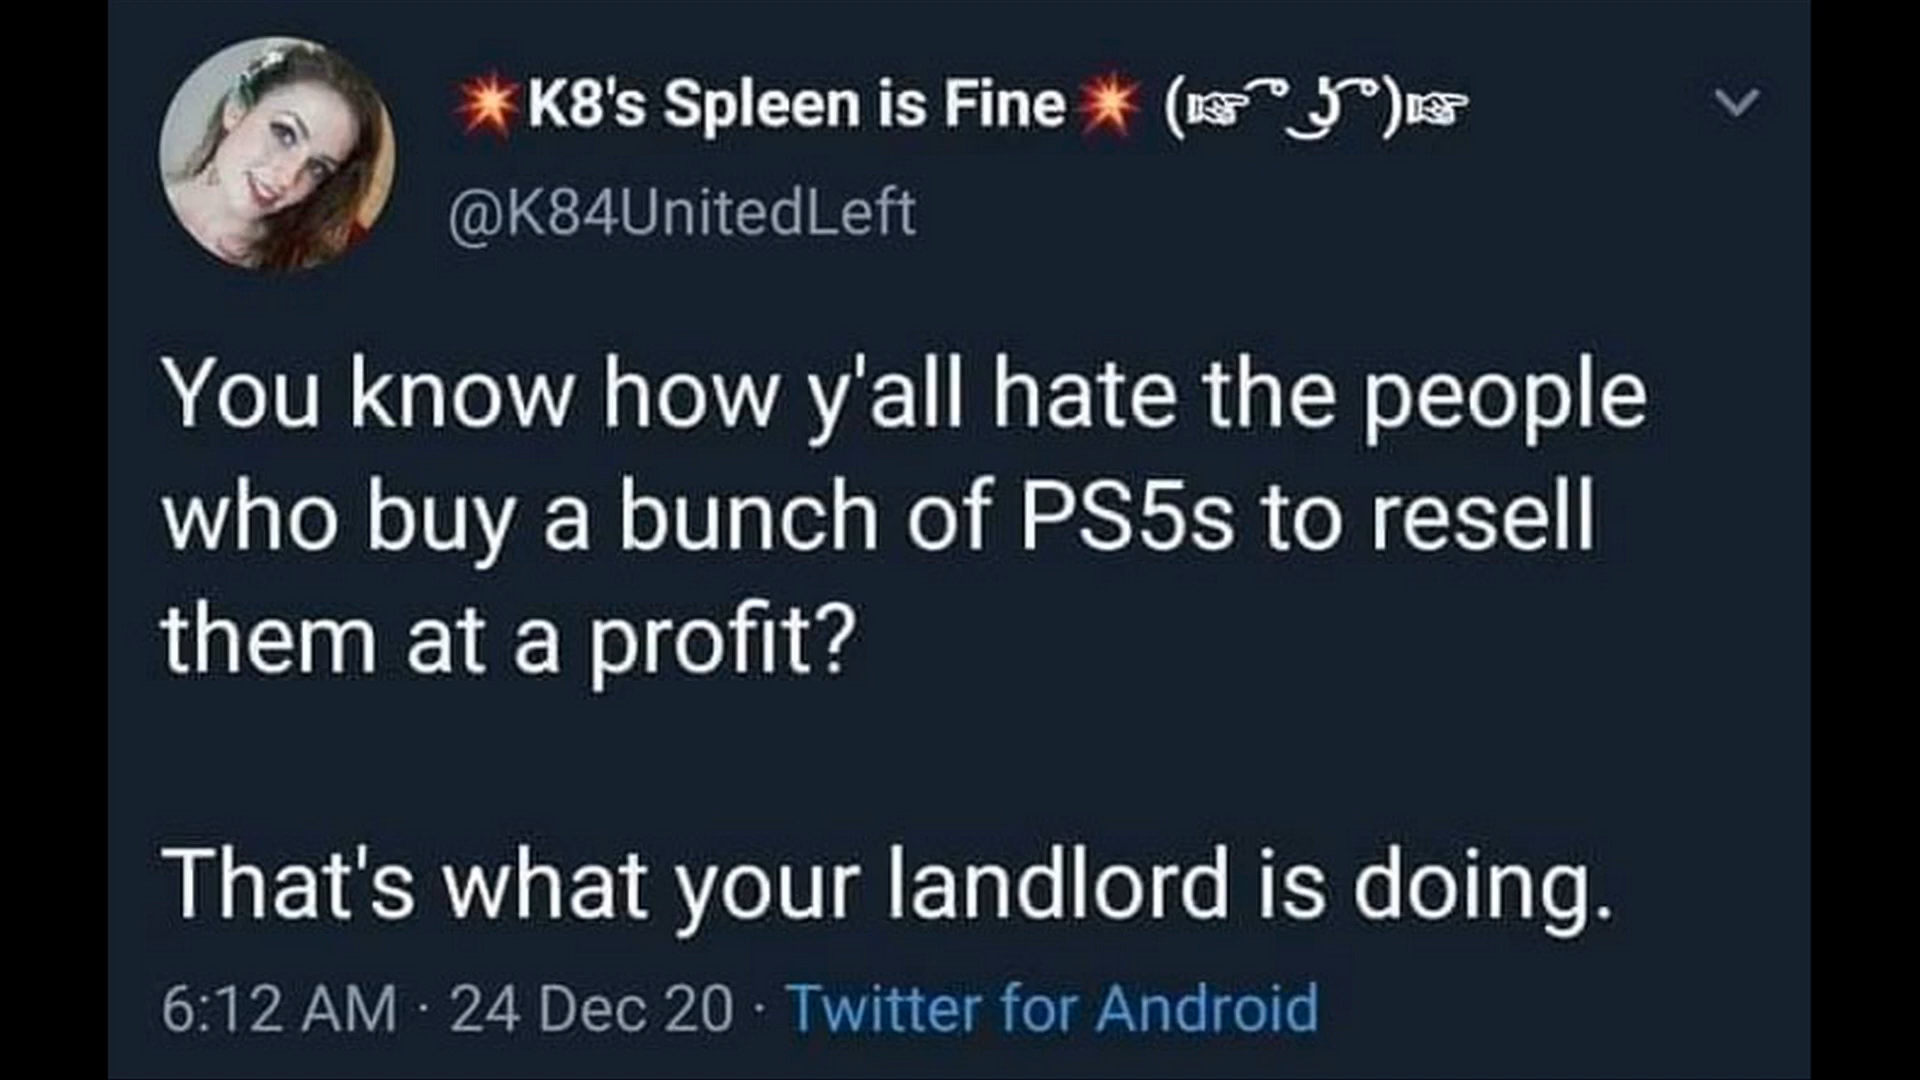 💥K8's Spleen is Fine💥 (☞ ͡° ͜ʖ ͡°)☞
@K84UnitedLeft
You know how y'all hate the people
who buy a bunch of PS5s to resell
them at a profit?
That's what your landlord is doing.
6:12 AM · 24 Dec 20 · Twitter for Android